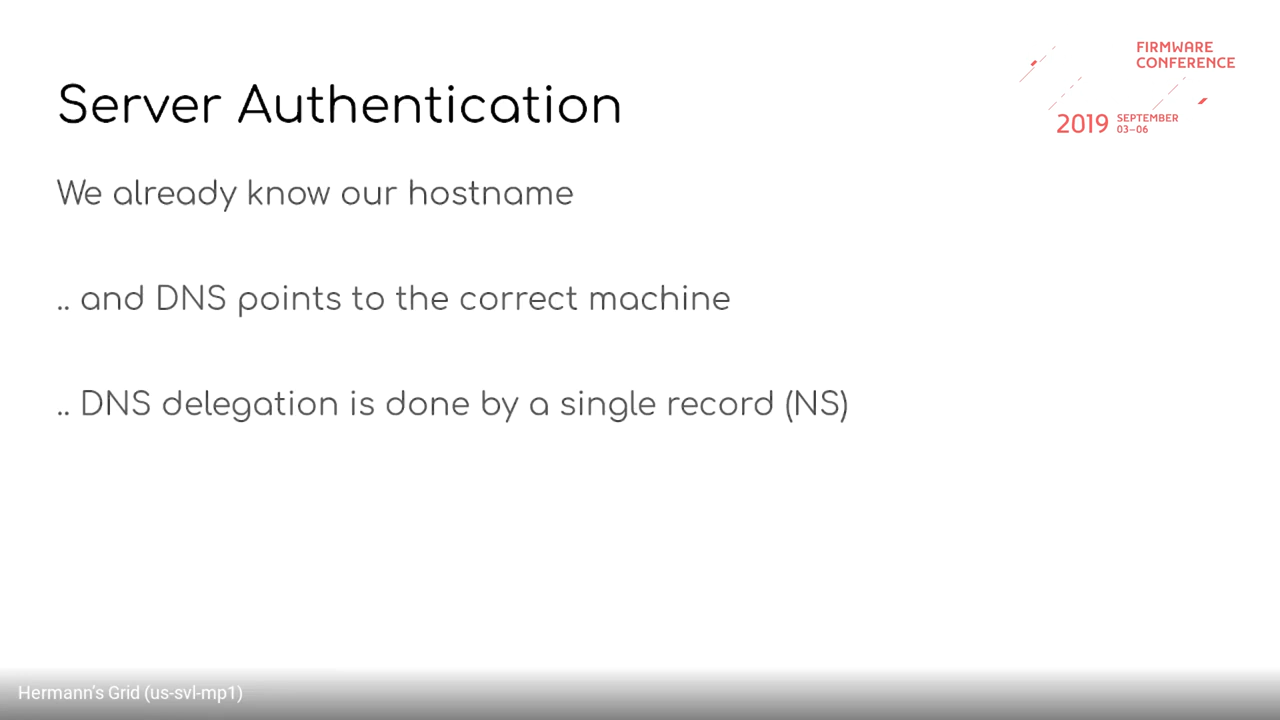 FIRMWARE
CONFERENCE
2019 SEPTEMBER
03–06
Server Authentication
We already know our hostname
.. and DNS points to the correct machine
.. DNS delegation is done by a single record (NS)
Hermann's Grid (us-svl-mp1)